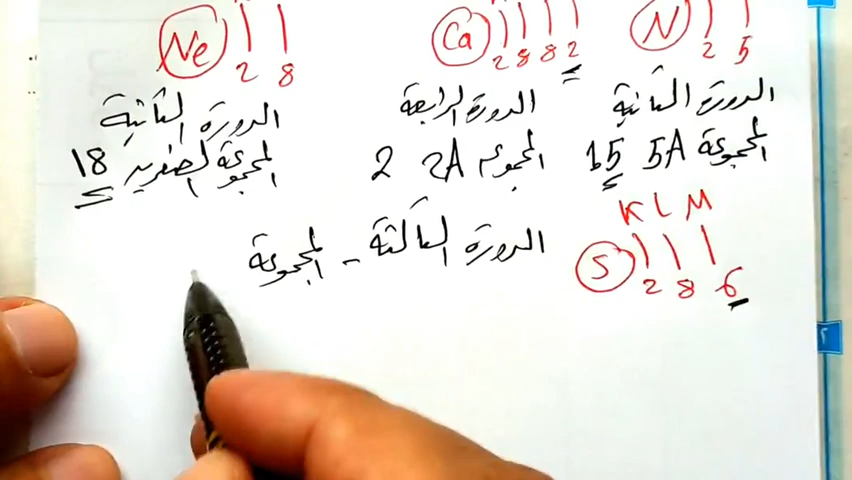 N 2 5
الدورة الثانية
المجموعة 5A 15
Ca 2 8 8 2
الدورة الرابعة
المجموعة 2A 2
Ne 2 8
الدورة الثانية
المجموعة الصفرية 18
K L M
S 2 8 6
الدورة الثالثة - المجموعة
٢